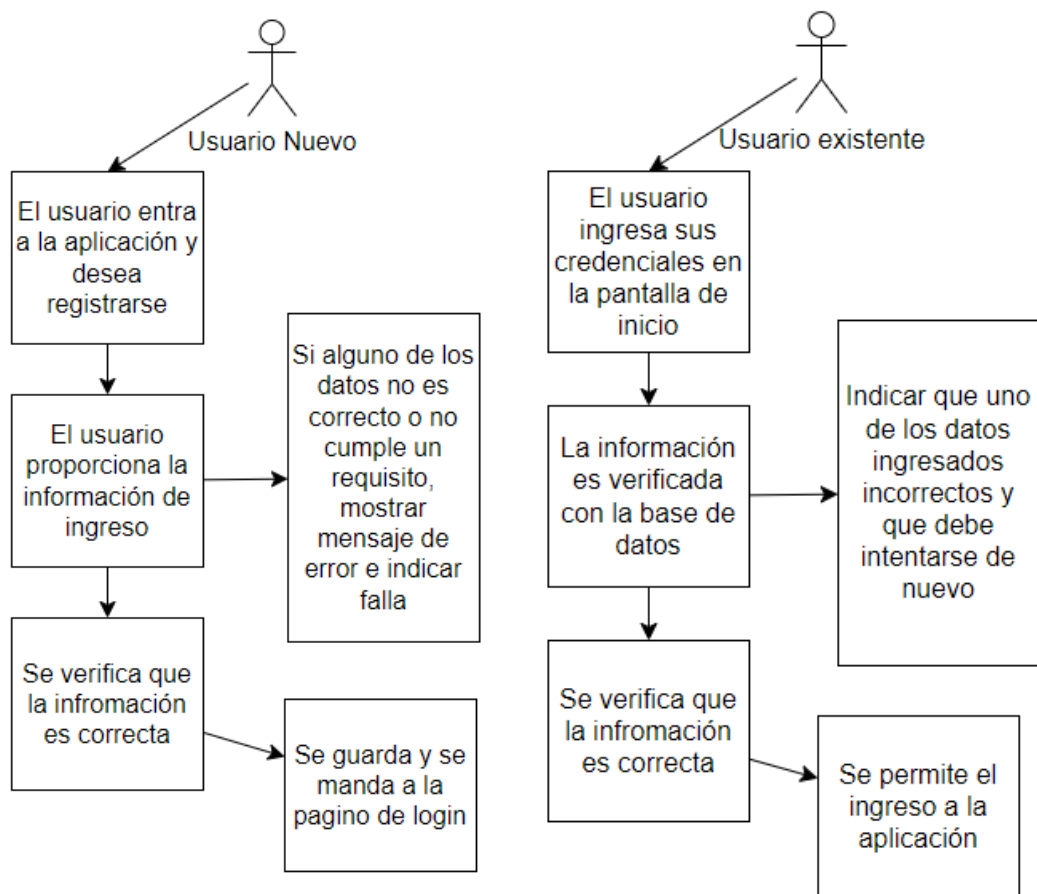 Usuario Nuevo
El usuario entra
a la aplicación y
desea
registrarse
El usuario
proporciona la
información de
ingreso
Si alguno de los
datos no es
correcto o no
cumple un
requisito,
mostrar
mensaje de
error e indicar
falla
Se verifica que
la infromación
es correcta
Se guarda y se
manda a la
pagino de login
Usuario existente
El usuario
ingresa sus
credenciales en
la pantalla de
inicio
La información
es verificada
con la base de
datos
Indicar que uno
de los datos
ingresados
incorrectos y
que debe
intentarse de
nuevo
Se verifica que
la infromación
es correcta
Se permite el
ingreso a la
aplicación